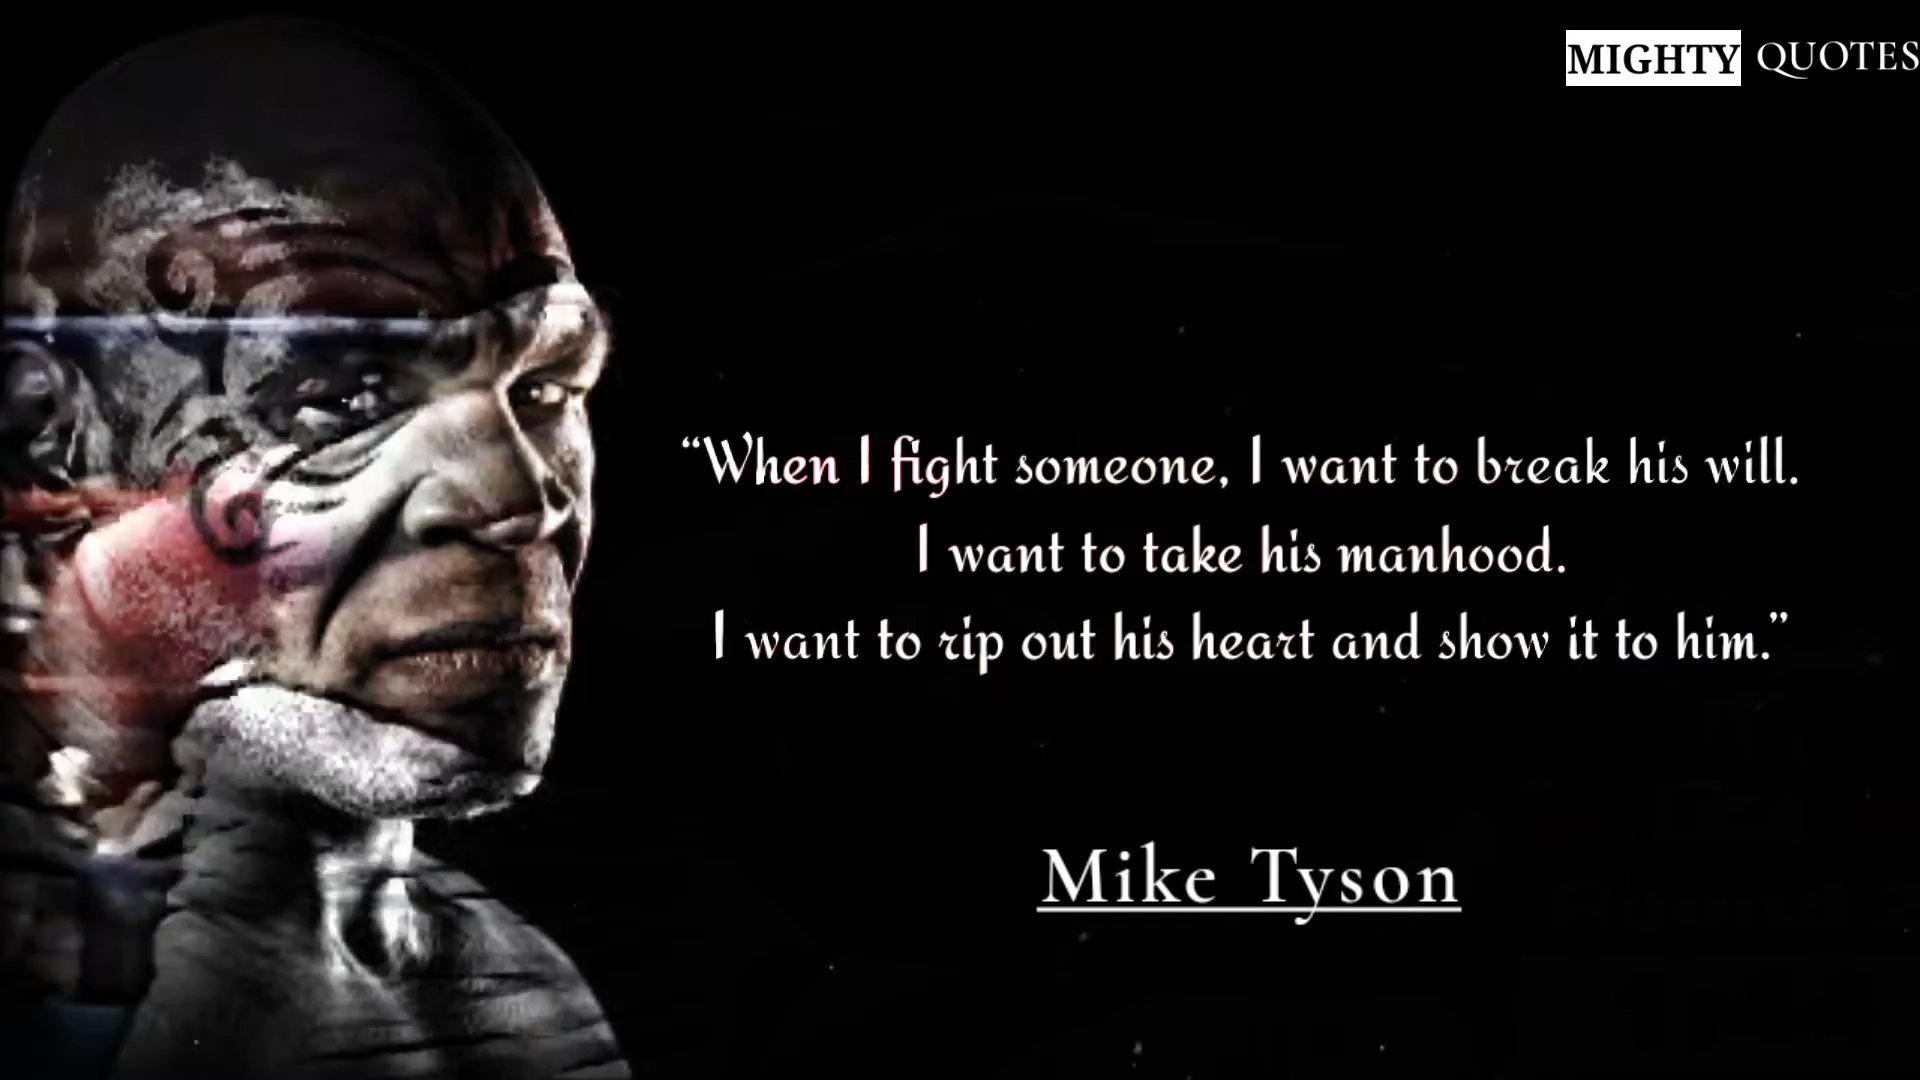 MIGHTY QUOTES
“When I fight someone, I want to break his will.
I want to take his manhood.
I want to rip out his heart and show it to him.”
Mike Tyson